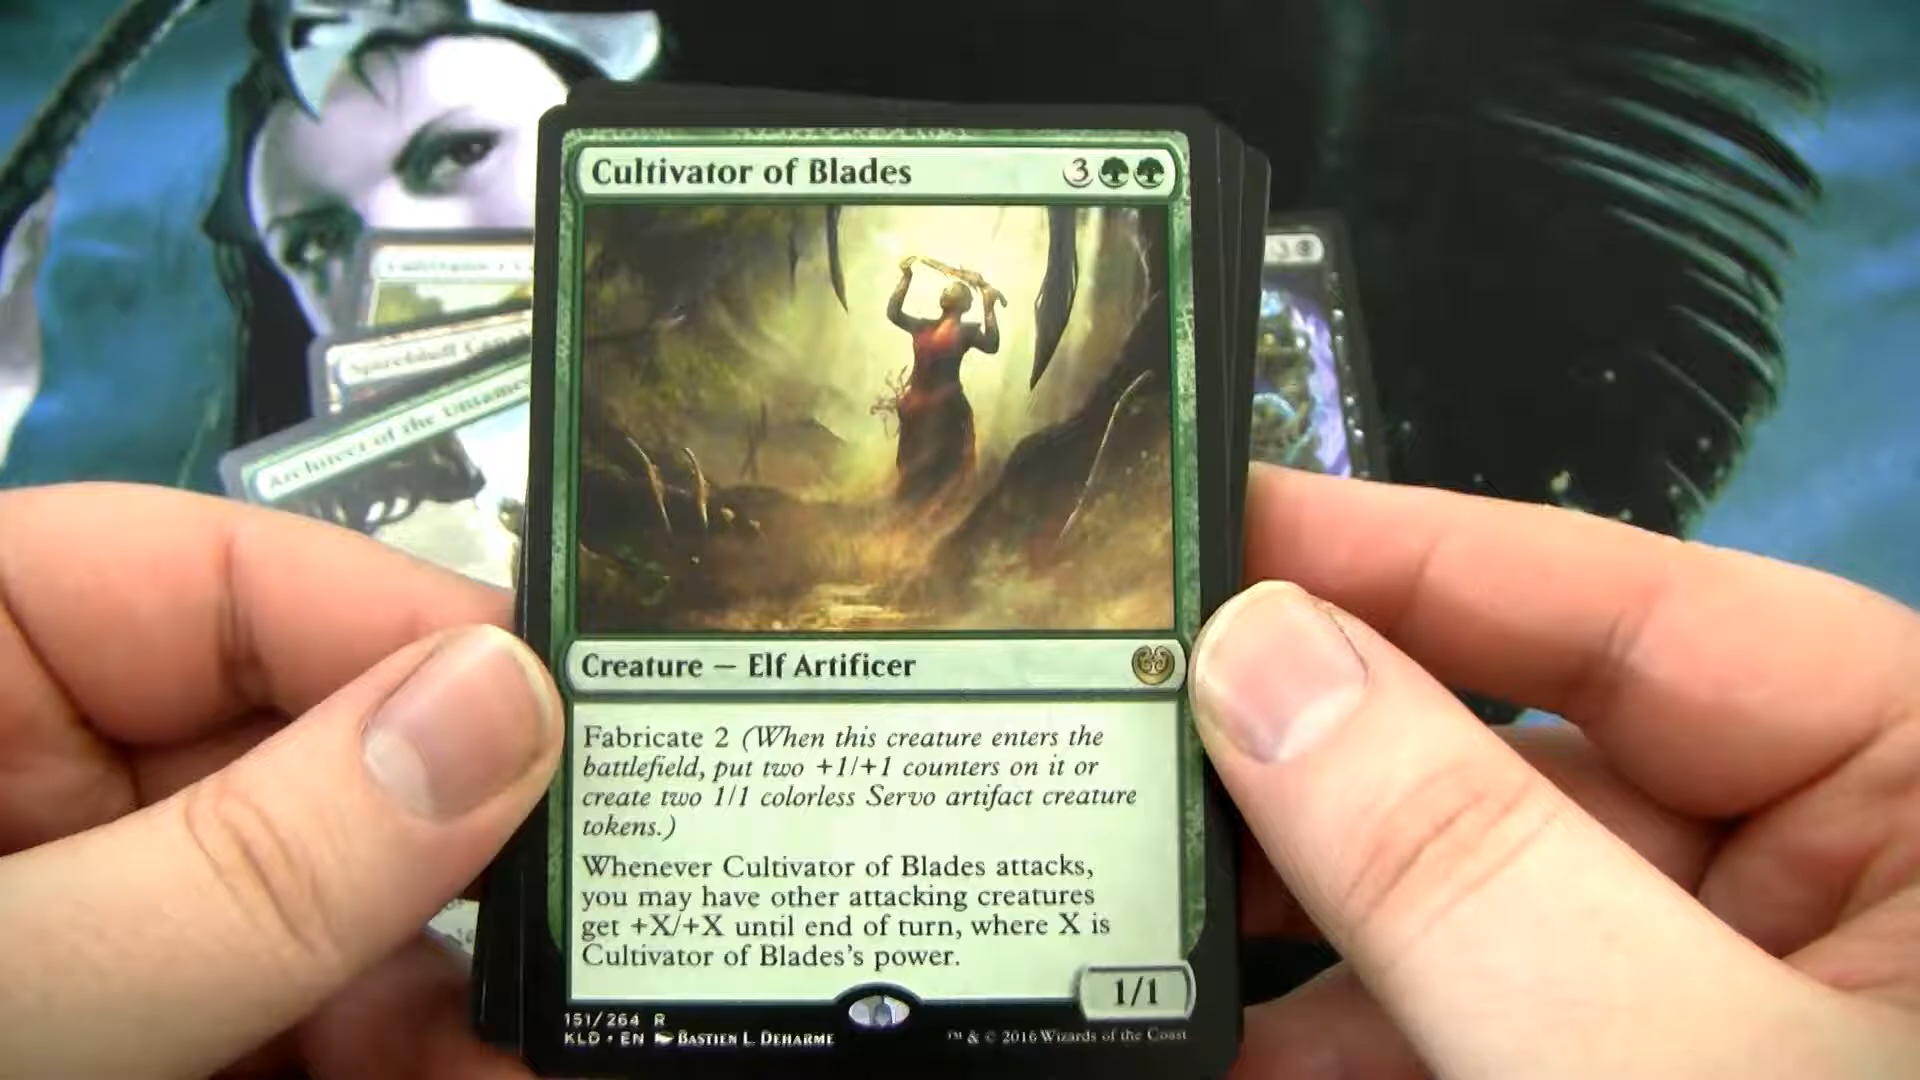 Cultivator of Blades 3
Creature — Elf Artificer
Fabricate 2 (When this creature enters the
battlefield, put two +1/+1 counters on it or
create two 1/1 colorless Servo artifact creature
tokens.)
Whenever Cultivator of Blades attacks,
you may have other attacking creatures
get +X/+X until end of turn, where X is
Cultivator of Blades's power.
1/1
151/264 R
KLD • EN BASTIEN L. DEHARME
™ & © 2016 Wizards of the Coast
3
Architect of the Untamed